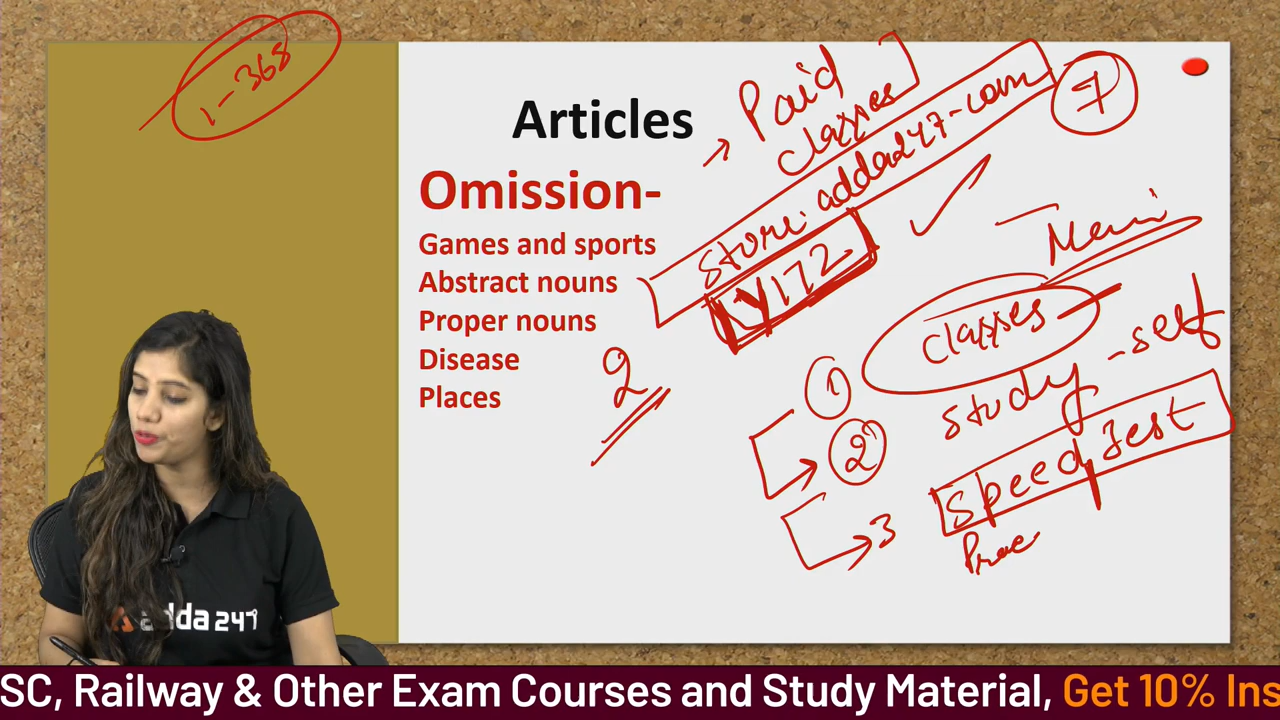 1-368
Articles
Omission-
Games and sports
Abstract nouns
Proper nouns
Disease
Places
Paid
classes
store.adda247.com
Y172
7
2
1
classes
2
study-self
3
Speed Test
adda247
SC, Railway & Other Exam Courses and Study Material, Get 10% Ins